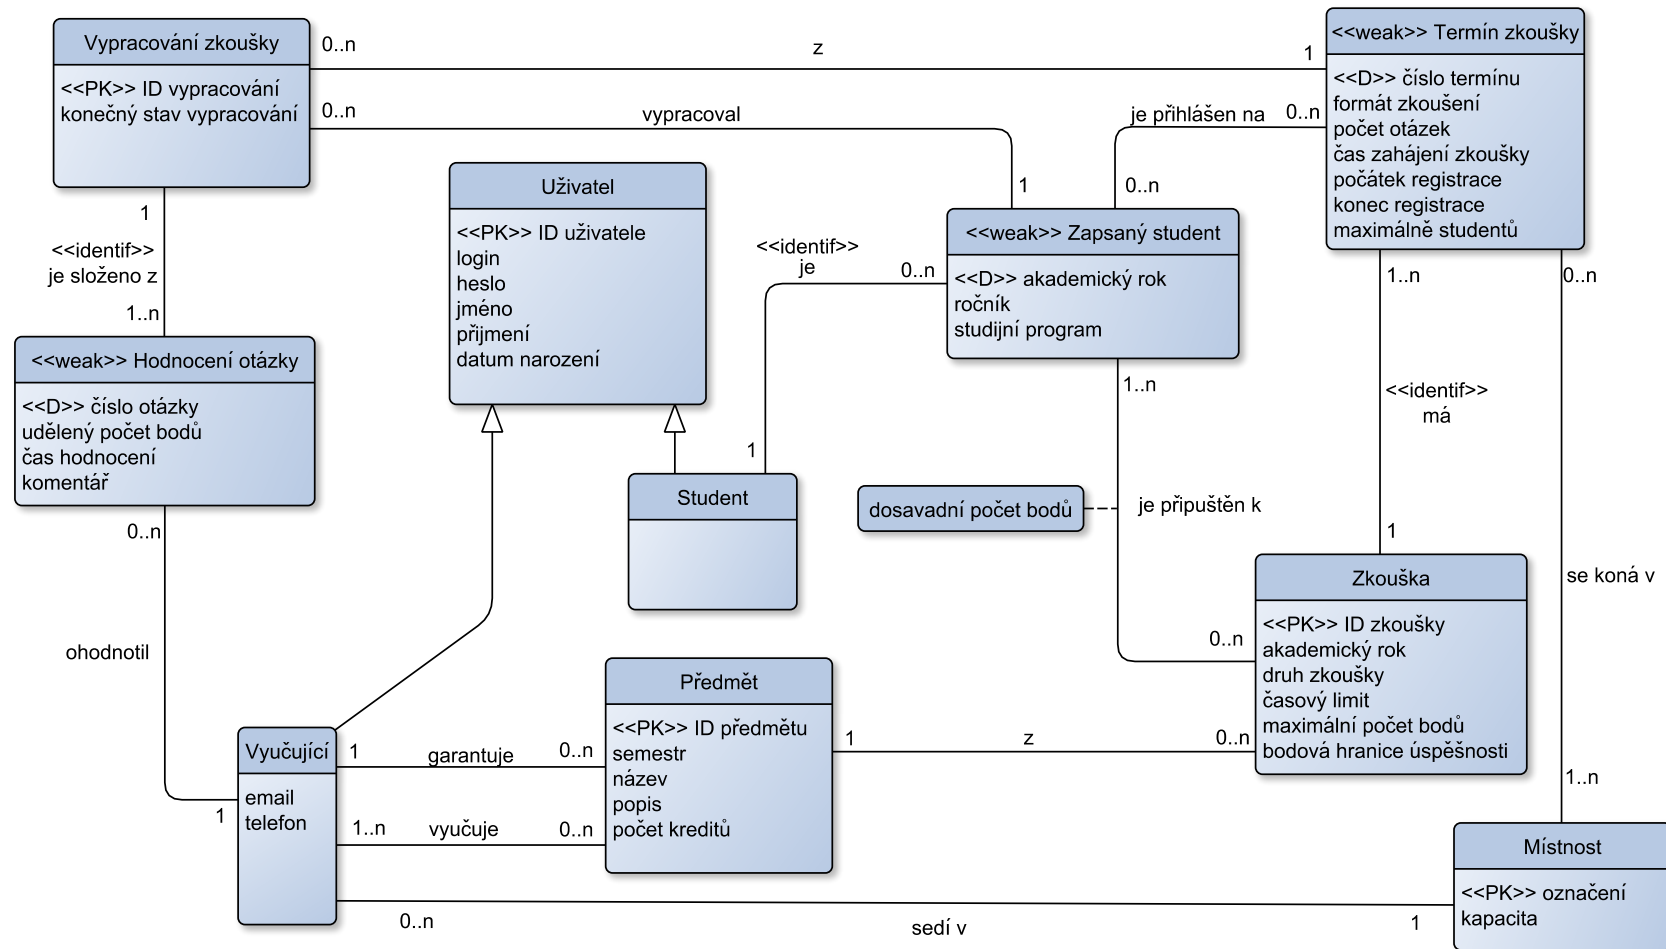 Vypracování zkoušky
<<PK>> ID vypracování
konečný stav vypracování
0..n
z
1
<<weak>> Termín zkoušky
<<D>> číslo termínu
formát zkoušení
počet otázek
čas zahájení zkoušky
počátek registrace
konec registrace
maximálně studentů
0..n
vypracoval
1
je přihlášen na
0..n
0..n
Uživatel
<<PK>> ID uživatele
login
heslo
jméno
přijmení
datum narození
1
<<identif>>
je složeno z
1..n
<<identif>>
je
0..n
1
<<weak>> Zapsaný student
<<D>> akademický rok
ročník
studijní program
1..n
0..n
<<weak>> Hodnocení otázky
<<D>> číslo otázky
udělený počet bodů
čas hodnocení
komentář
0..n
ohodnotil
1
Student
dosavadní počet bodů
1..n
je připuštěn k
0..n
<<identif>>
má
1
se koná v
1..n
Zkouška
<<PK>> ID zkoušky
akademický rok
druh zkoušky
časový limit
maximální počet bodů
bodová hranice úspěšnosti
Předmět
<<PK>> ID předmětu
semestr
název
popis
počet kreditů
1
z
0..n
Vyučující
email
telefon
1
garantuje
0..n
1..n
vyučuje
0..n
0..n
sedí v
1
Místnost
<<PK>> označení
kapacita